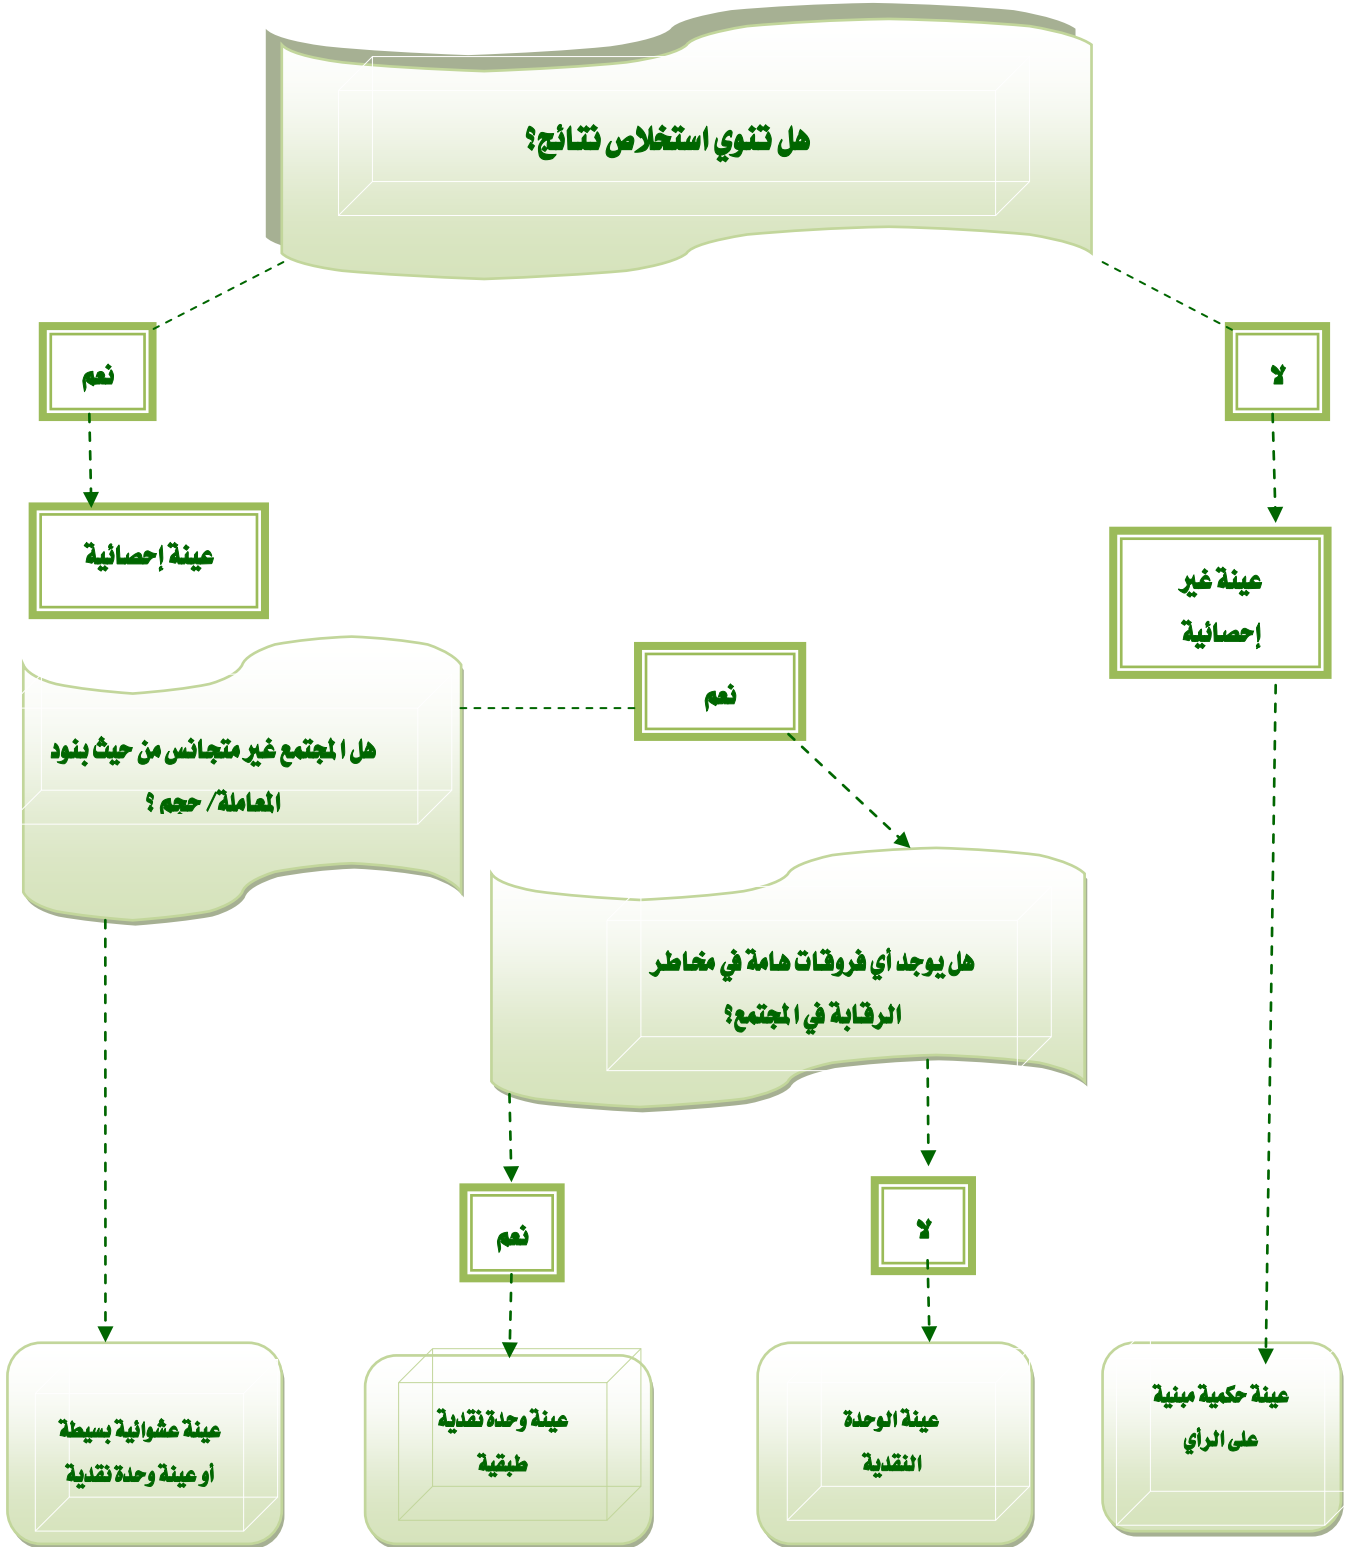 هل تنوي استخلاص نتائج؟
لا
نعم
عينة إحصائية
عينة غير
إحصائية
نعم
هل المجتمع غير متجانس من حيث بنود
المعاملة/ حجم ؟
هل يوجد أي فروقات هامة في مخاطر
الرقابة في المجتمع؟
لا
نعم
عينة حكمية مبنية
على الرأي
عينة الوحدة
النقدية
عينة وحدة نقدية
طبقية
عينة عشوائية بسيطة
أو عينة وحدة نقدية